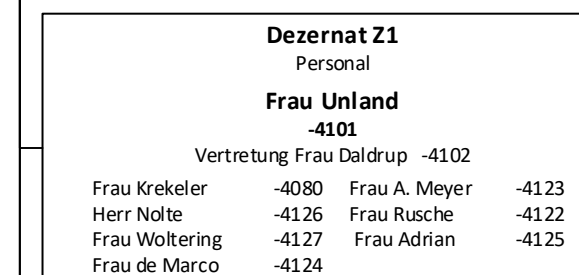 Dezernat Z1
Personal
Frau Unland
-4101
Vertretung Frau Daldrup -4102
Frau Krekeler -4080 Frau A. Meyer -4123
Herr Nolte -4126 Frau Rusche -4122
Frau Woltering -4127 Frau Adrian -4125
Frau de Marco -4124